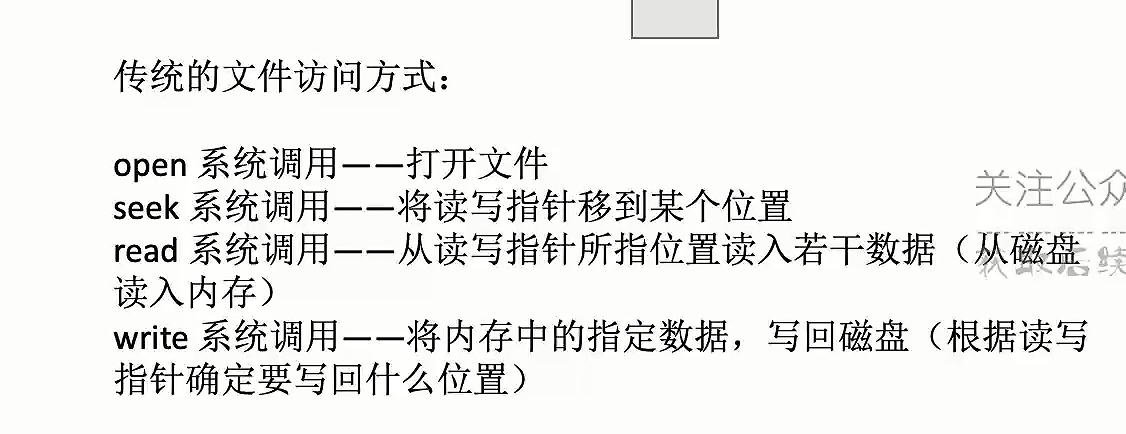 传统的文件访问方式：
open 系统调用——打开文件
seek 系统调用——将读写指针移到某个位置
关注公众
read 系统调用——从读写指针所指位置读入若干数据（从磁盘
读入内存）
write 系统调用——将内存中的指定数据，写回磁盘（根据读写
指针确定要写回什么位置）